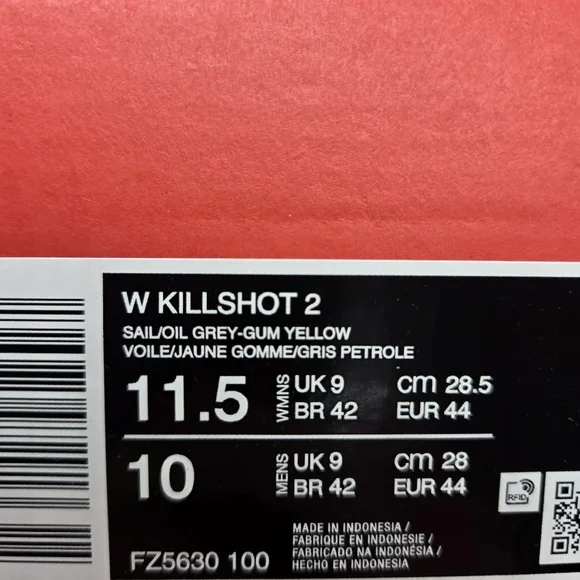 W KILLSHOT 2
SAIL/OIL GREY-GUM YELLOW
VOILE/JAUNE GOMME/GRIS PETROLE
11.5 WMNS UK 9 cm 28.5
BR 42 EUR 44
10 MENS UK 9 cm 28
BR 42 EUR 44
RFID
MADE IN INDONESIA /
FABRIQUE EN INDONESIE /
FABRICADO NA INDONÉSIA /
HECHO EN INDONESIA
FZ5630 100